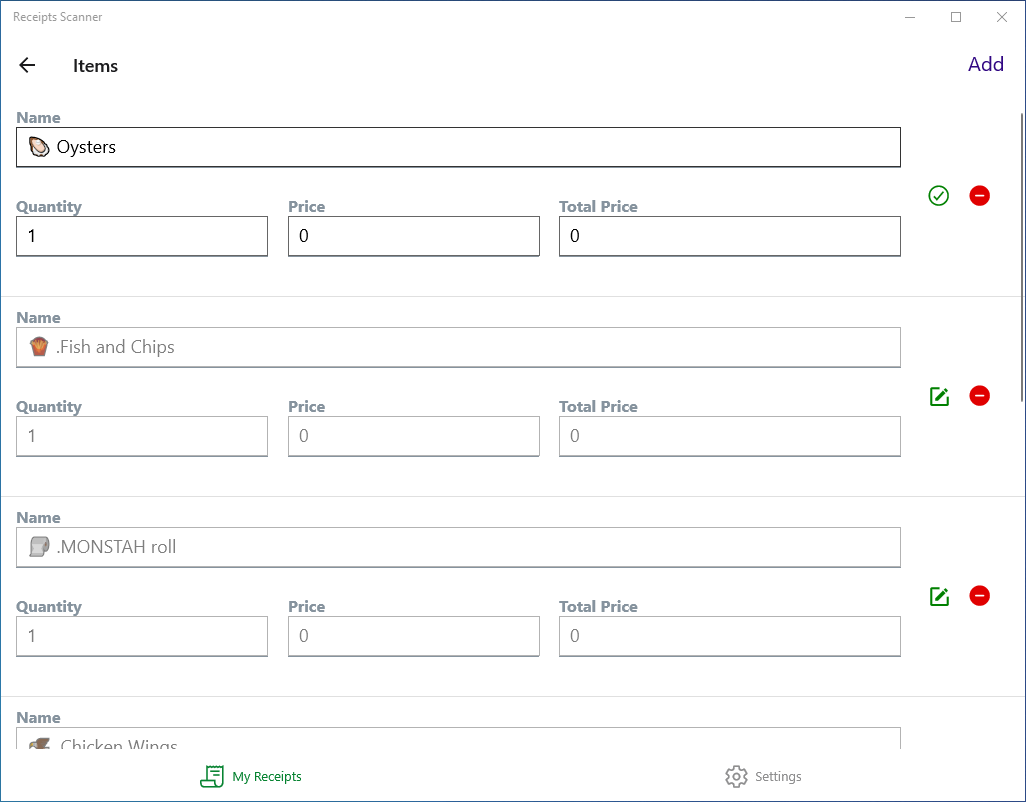 Receipts Scanner
Items
Add
Name
🦪 Oysters
Quantity Price Total Price
1 0 0
Name
🍟 .Fish and Chips
Quantity Price Total Price
1 0 0
Name
.MONSTAH roll
Quantity Price Total Price
1 0 0
Name
Chicken Wings
My Receipts Settings